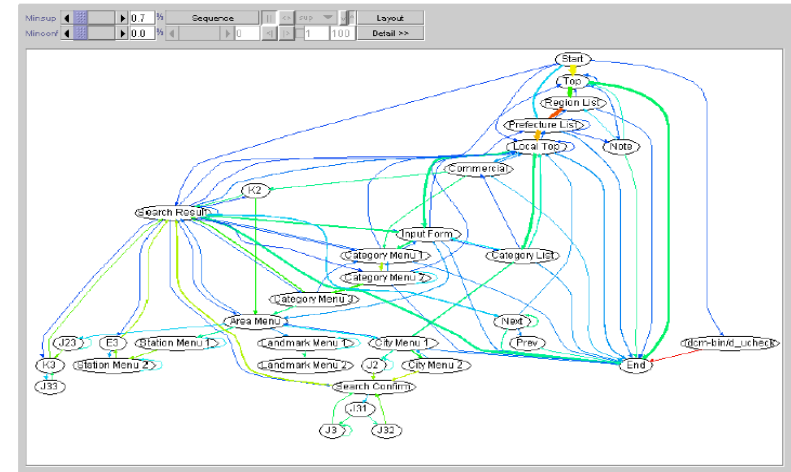 Minsup 0.7 % Sequence sup Layout
Minconf 0.0 % 0 1 100 Detail >>
Start
Top
Region List
Prefecture List
Local Top
Note
Commercial
K2
Search Result
Input Form
Category Menu 1
Category List
Category Menu 2
Category Menu 3
Area Menu
Next
J23
E3
Station Menu 1
Landmark Menu 1
City Menu 1
Prev
/dcm-bin/d_ucheck
K3
Station Menu 2
Landmark Menu 2
J2
City Menu 2
End
J33
Search Confirm
J31
J3
J32